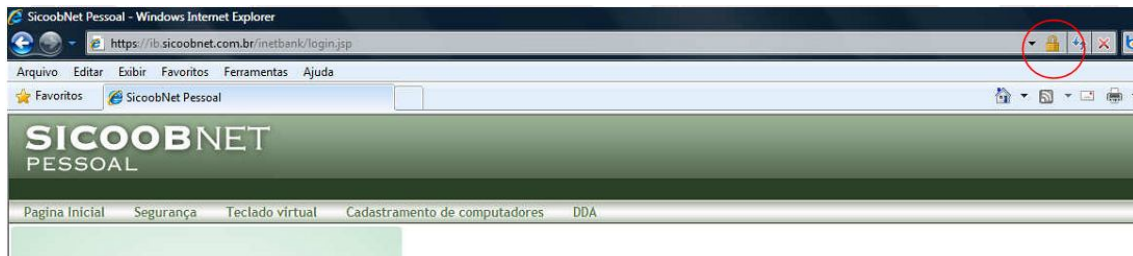 SicoobNet Pessoal - Windows Internet Explorer
https://ib.sicoobnet.com.br/inetbank/login.jsp
Arquivo Editar Exibir Favoritos Ferramentas Ajuda
Favoritos SicoobNet Pessoal
SICOOBNET
PESSOAL
Pagina Inicial Segurança Teclado virtual Cadastramento de computadores DDA